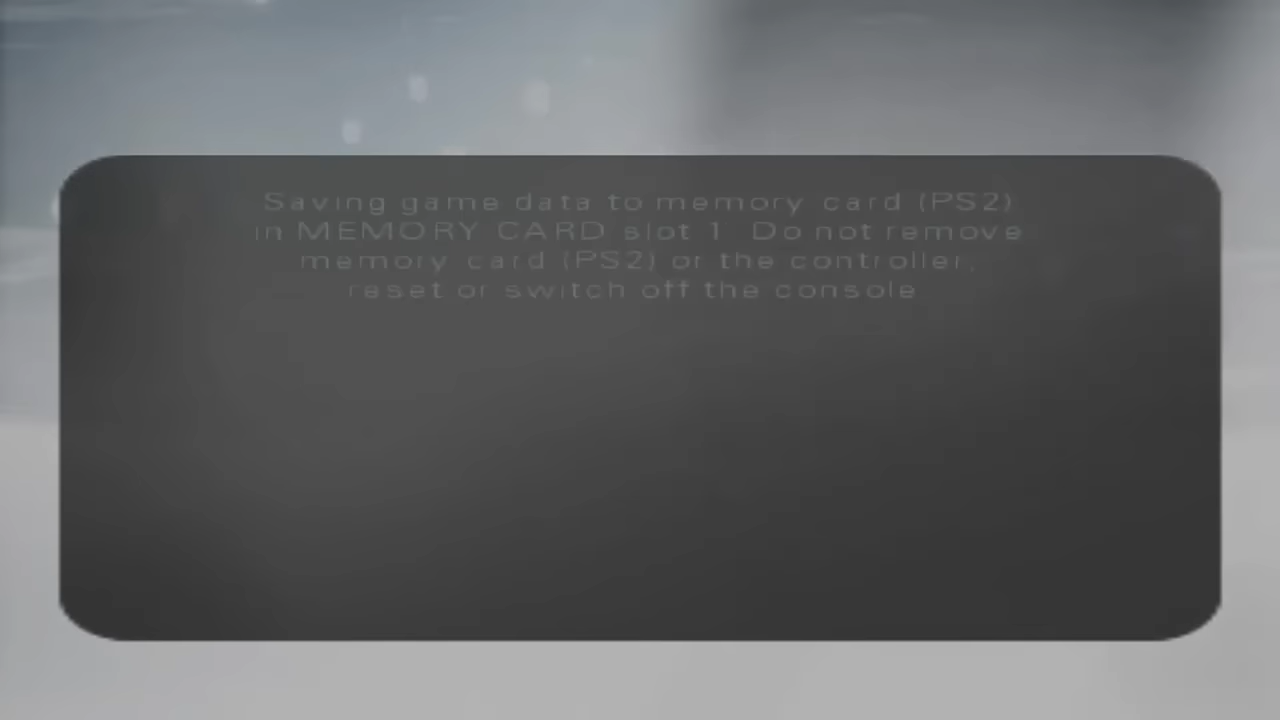 Saving game data to memory card (PS2)
in MEMORY CARD slot 1. Do not remove
memory card (PS2) or the controller,
reset or switch off the console